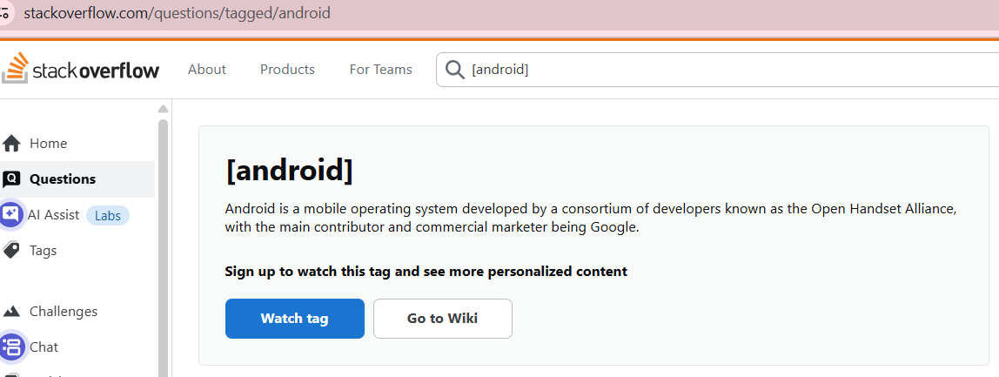 stackoverflow.com/questions/tagged/android
stackoverflow
About
Products
For Teams
[android]
Home
Questions
AI Assist
Labs
Tags
Challenges
Chat
[android]
Android is a mobile operating system developed by a consortium of developers known as the Open Handset Alliance,
with the main contributor and commercial marketer being Google.
Sign up to watch this tag and see more personalized content
Watch tag
Go to Wiki